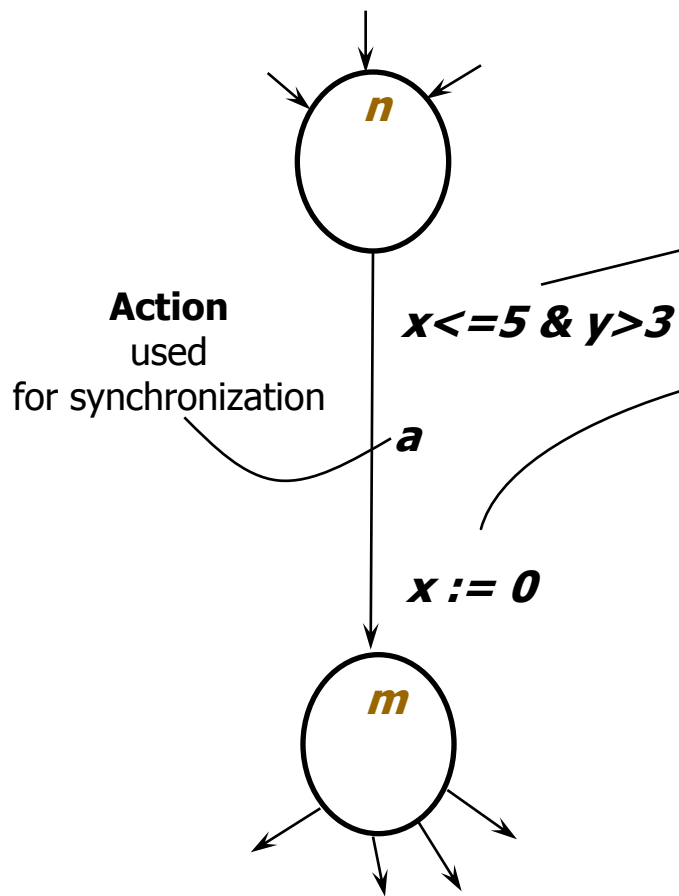 n
Action
used
for synchronization
x<=5 & y>3
a
x := 0
m